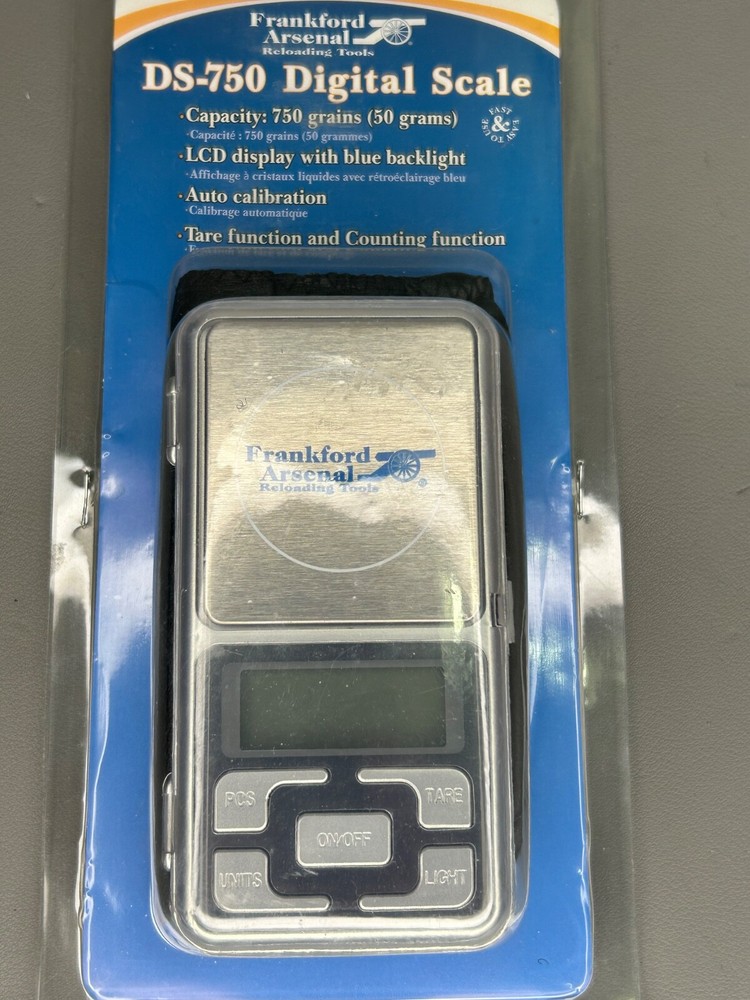 Frankford
Arsenal
Reloading Tools
DS-750 Digital Scale
·Capacity: 750 grains (50 grams)
·Capacité : 750 grains (50 grammes)
FAST & EASY TO USE
·LCD display with blue backlight
·Affichage à cristaux liquides avec rétroéclairage bleu
·Auto calibration
·Calibrage automatique
·Tare function and Counting function
Frankford
Arsenal
Reloading Tools
PCS
TARE
ON/OFF
UNITS
LIGHT